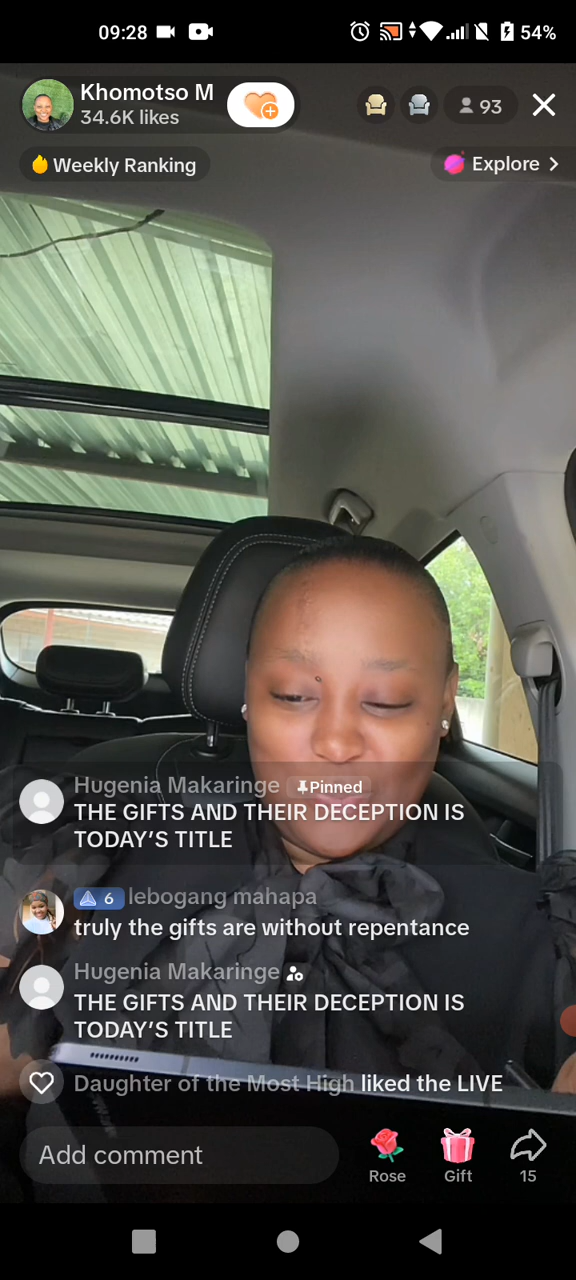 09:28
54%
Khomotso M
34.6K likes
93
Weekly Ranking
Explore
Hugenia Makaringe Pinned
THE GIFTS AND THEIR DECEPTION IS
TODAY'S TITLE
6 lebogang mahapa
truly the gifts are without repentance
Hugenia Makaringe
THE GIFTS AND THEIR DECEPTION IS
TODAY'S TITLE
Daughter of the Most High liked the LIVE
Add comment
Rose
Gift
15